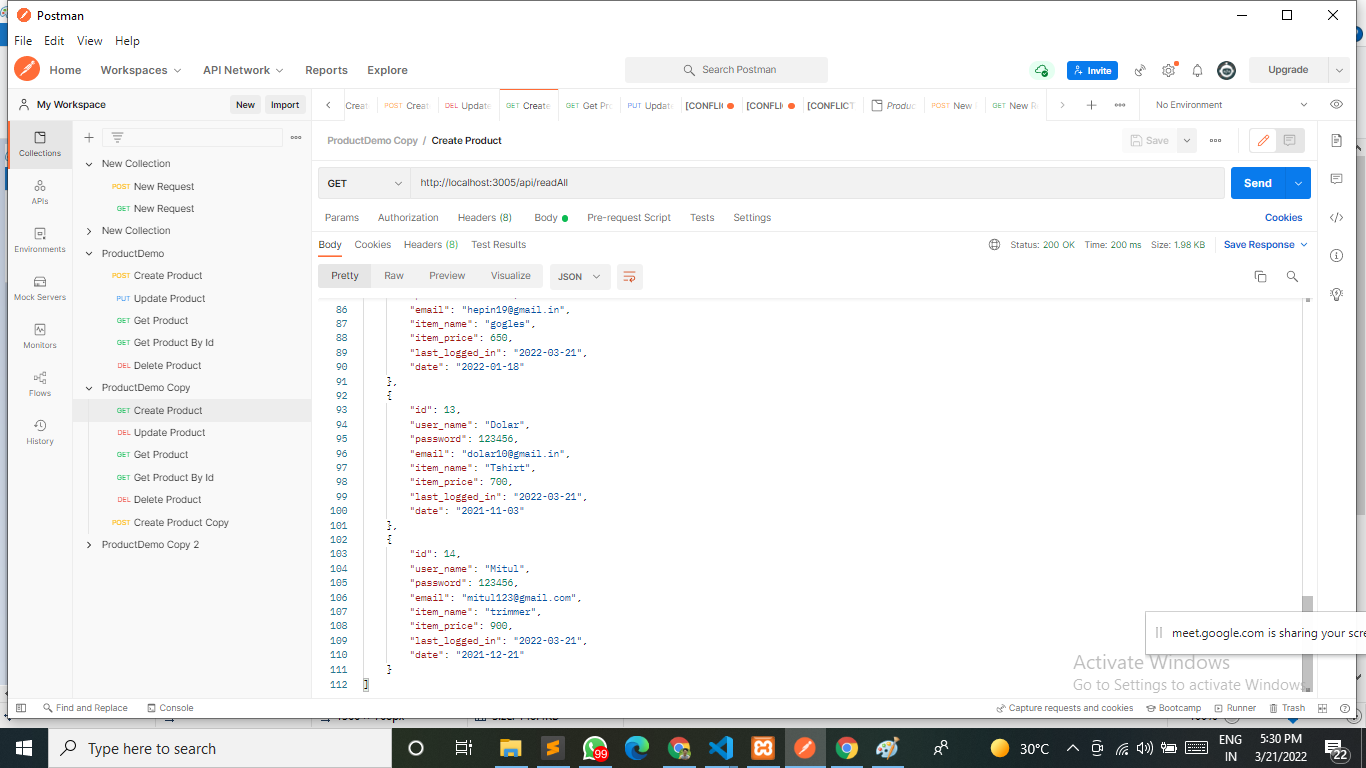 Postman
File Edit View Help
Home Workspaces API Network Reports Explore Search Postman Invite Upgrade
My Workspace New Import
Creat POST Creat DEL Update GET Create GET Get Pr PUT Updat [CONFLIC [CONFLI [CONFLICT Produc POST New GET New R No Environment
Collections
APIs
Environments
Mock Servers
Monitors
Flows
History
New Collection
POST New Request
GET New Request
New Collection
ProductDemo
POST Create Product
PUT Update Product
GET Get Product
GET Get Product By Id
DEL Delete Product
ProductDemo Copy
GET Create Product
DEL Update Product
GET Get Product
GET Get Product By Id
DEL Delete Product
POST Create Product Copy
ProductDemo Copy 2
ProductDemo Copy / Create Product Save
GET http://localhost:3005/api/readAll Send
Params Authorization Headers (8) Body Pre-request Script Tests Settings Cookies
Body Cookies Headers (8) Test Results Status: 200 OK Time: 200 ms Size: 1.98 KB Save Response
Pretty Raw Preview Visualize JSON
86 "email": "hepin19@gmail.in",
87 "item_name": "gogles",
88 "item_price": 650,
89 "last_logged_in": "2022-03-21",
90 "date": "2022-01-18"
91 },
92 {
93 "id": 13,
94 "user_name": "Dolar",
95 "password": 123456,
96 "email": "dolar10@gmail.in",
97 "item_name": "Tshirt",
98 "item_price": 700,
99 "last_logged_in": "2022-03-21",
100 "date": "2021-11-03"
101 },
102 {
103 "id": 14,
104 "user_name": "Mitul",
105 "password": 123456,
106 "email": "mitul123@gmail.com",
107 "item_name": "trimmer",
108 "item_price": 900,
109 "last_logged_in": "2022-03-21",
110 "date": "2021-12-21"
111 }
112 ]
meet.google.com is sharing your scre
Activate Windows
Go to Settings to activate Windows.
Find and Replace Console Capture requests and cookies Bootcamp Runner Trash
Type here to search 99 30°C ENG IN 5:30 PM 3/21/2022 22